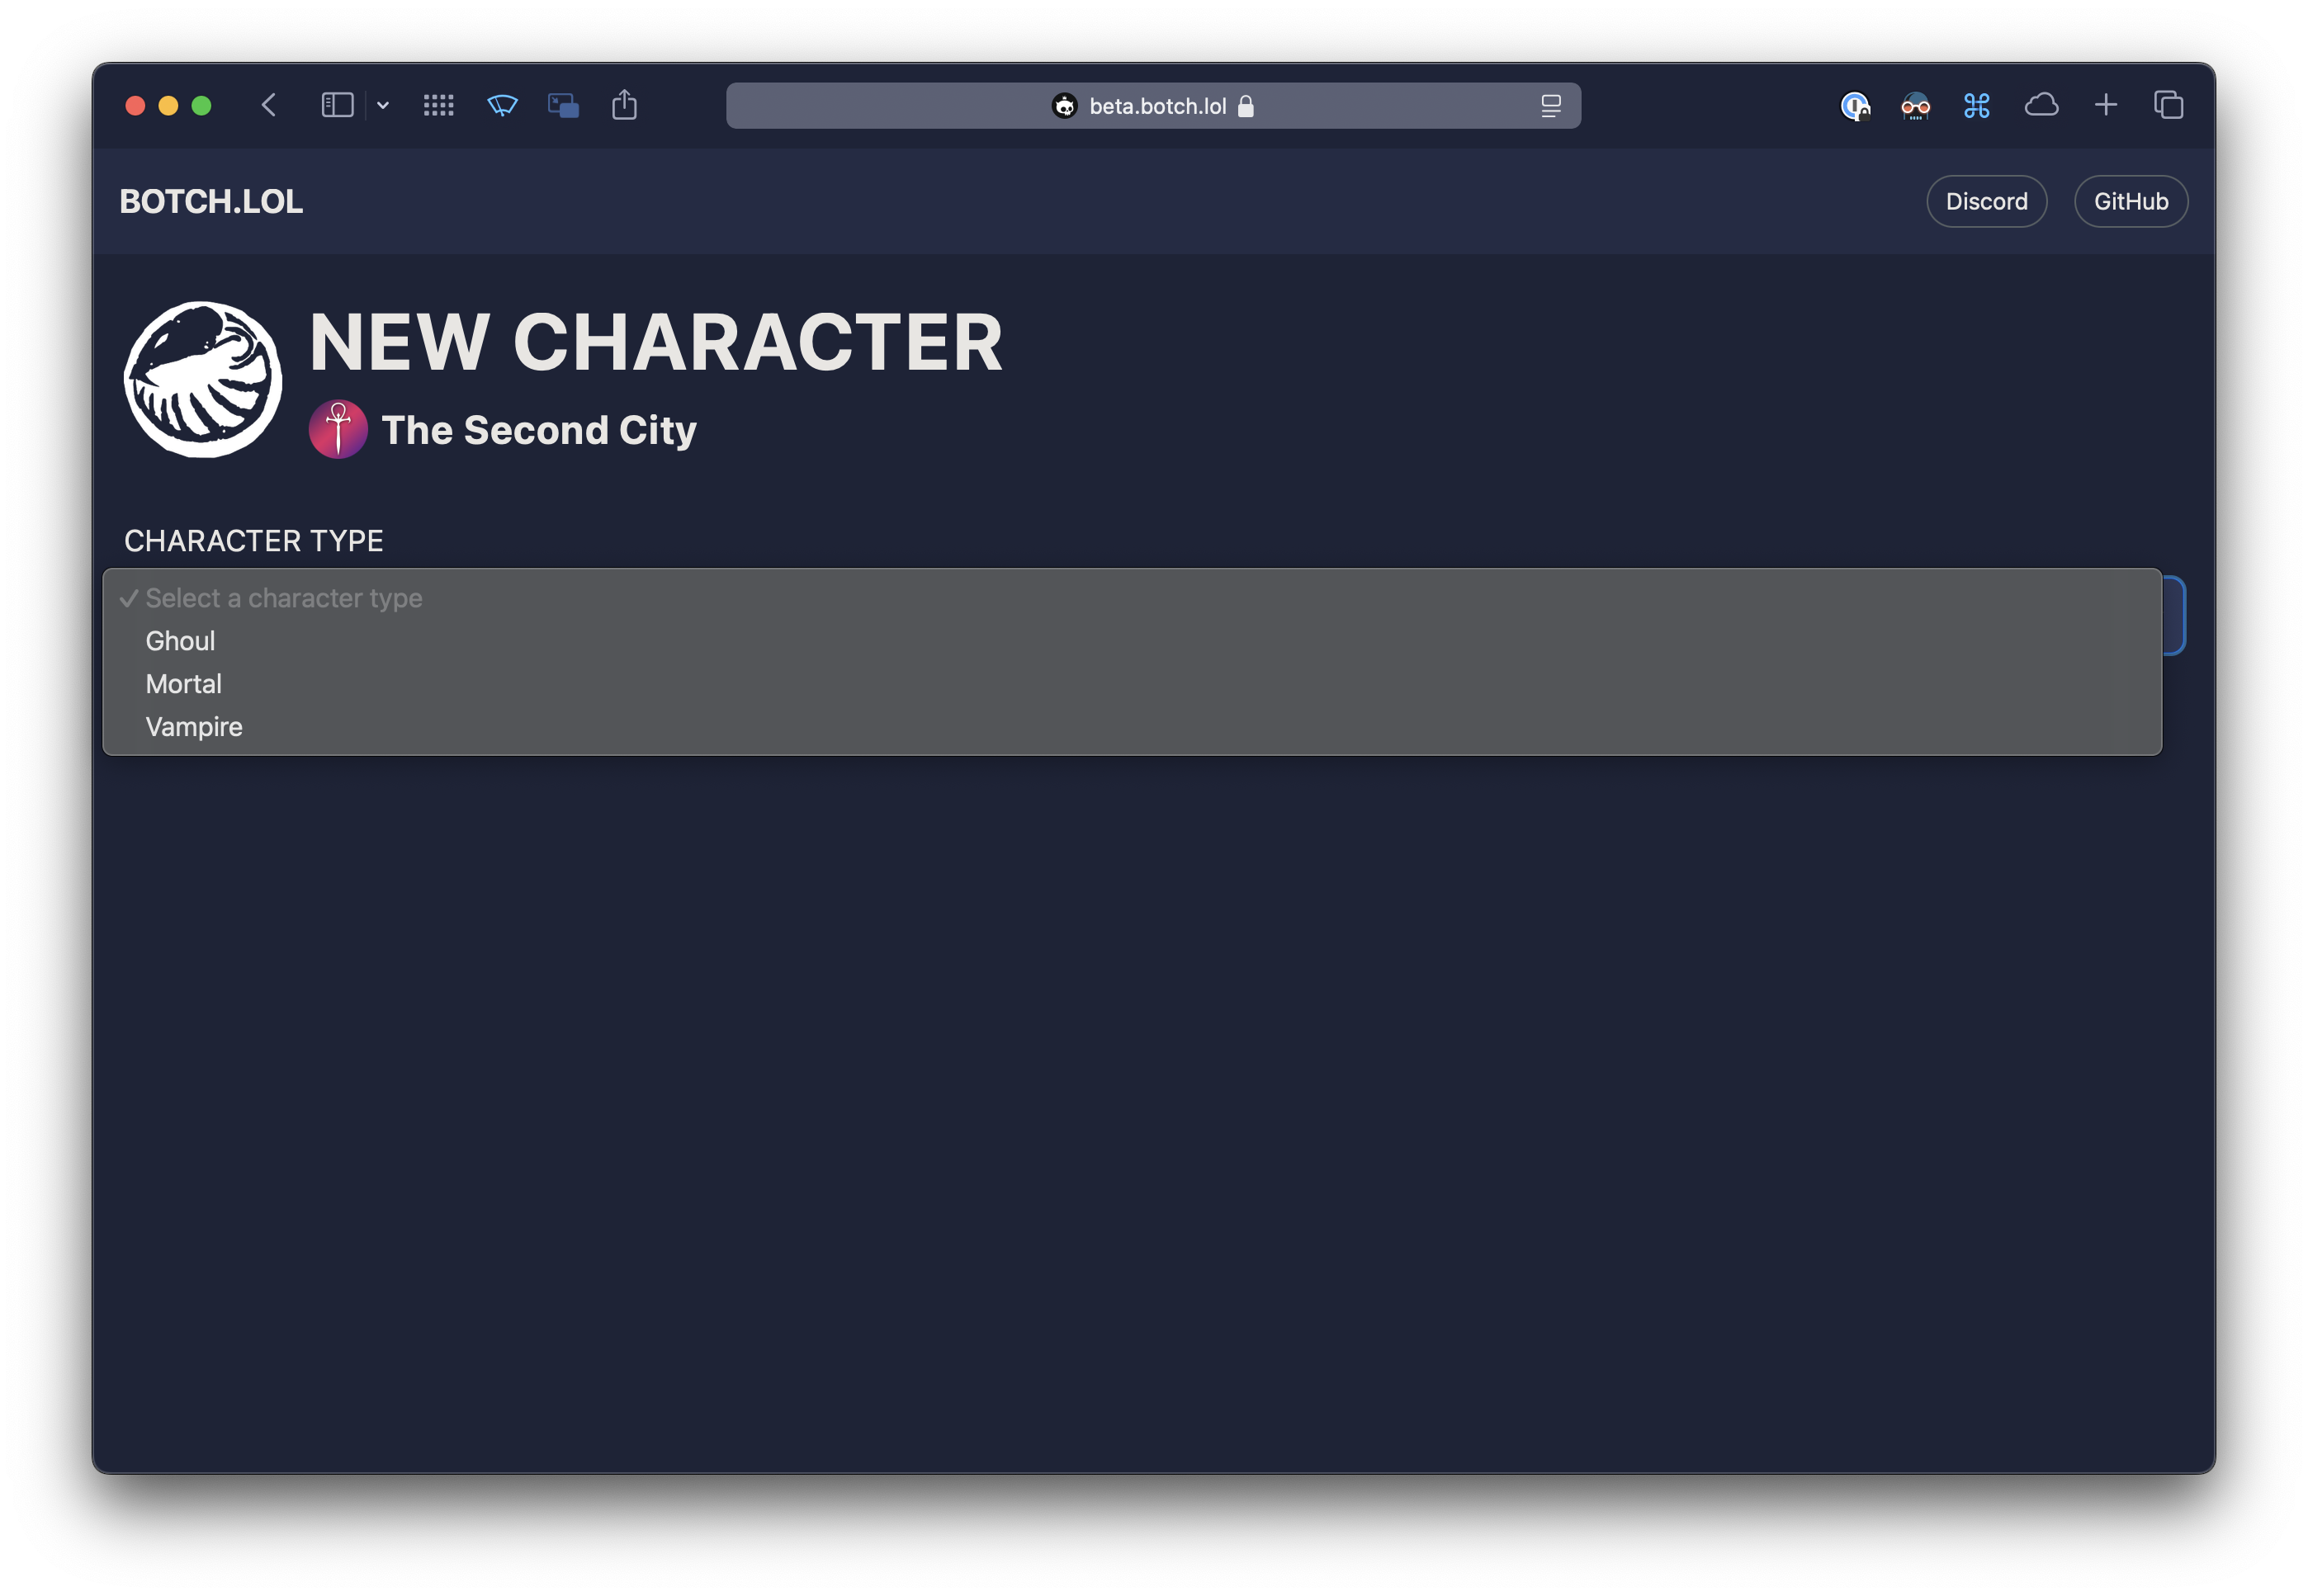 beta.botch.lol
BOTCH.LOL
Discord
GitHub
NEW CHARACTER
The Second City
CHARACTER TYPE
✓ Select a character type
Ghoul
Mortal
Vampire